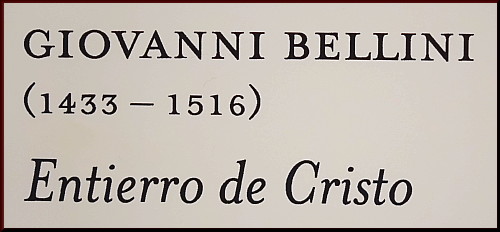 GIOVANNI BELLINI
(1433 – 1516)
Entierro de Cristo